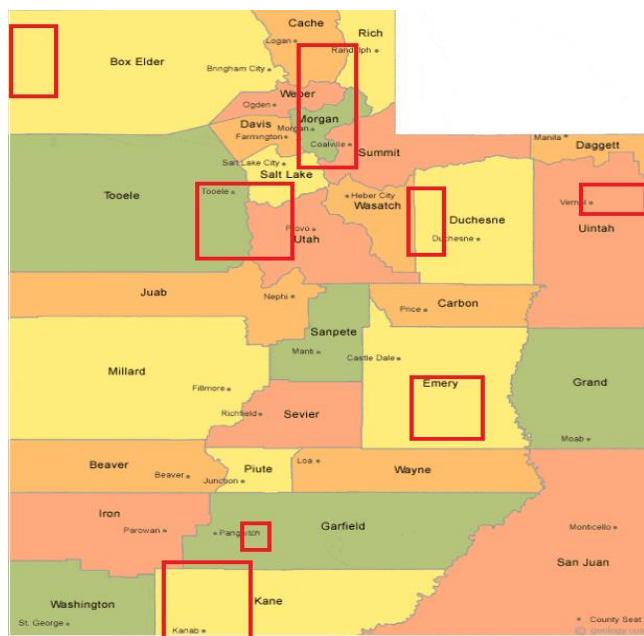 Cache
Rich
Logan
Randolph
Box Elder
Brigham City
Weber
Ogden
Morgan
Davis
Morgan
Farmington
Coalville
Summit
Manila
Daggett
Salt Lake City
Salt Lake
Tooele
Tooele
Heber City
Wasatch
Vernal
Duchesne
Uintah
Provo
Utah
Duchesne
Juab
Nephi
Carbon
Price
Sanpete
Manti
Castle Dale
Millard
Emery
Grand
Fillmore
Richfield
Sevier
Moab
Loa
Beaver
Piute
Wayne
Beaver
Junction
Iron
Parowan
Panguitch
Garfield
Monticello
San Juan
Washington
Kane
St. George
Kanab
County Seat
© geology.com